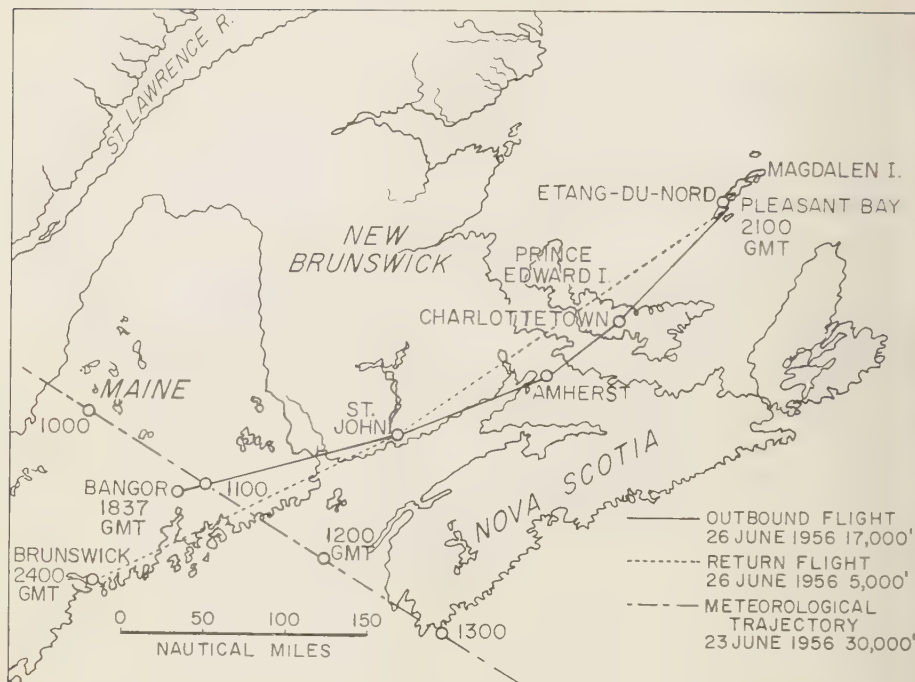 ST. LAWRENCE R.
MAGDALEN I.
ETANG-DU-NORD
PLEASANT BAY
2100
GMT
NEW
BRUNSWICK
PRINCE
EDWARD I.
CHARLOTTETOWN
MAINE
AMHERST
ST.
JOHN
1000
1100
BANGOR
1837
GMT
1200
GMT
NOVA SCOTIA
BRUNSWICK
2400
GMT
1300
0 50 100 150
NAUTICAL MILES
OUTBOUND FLIGHT
26 JUNE 1956 17,000'
RETURN FLIGHT
26 JUNE 1956 5,000'
METEOROLOGICAL
TRAJECTORY
23 JUNE 1956 30,000'